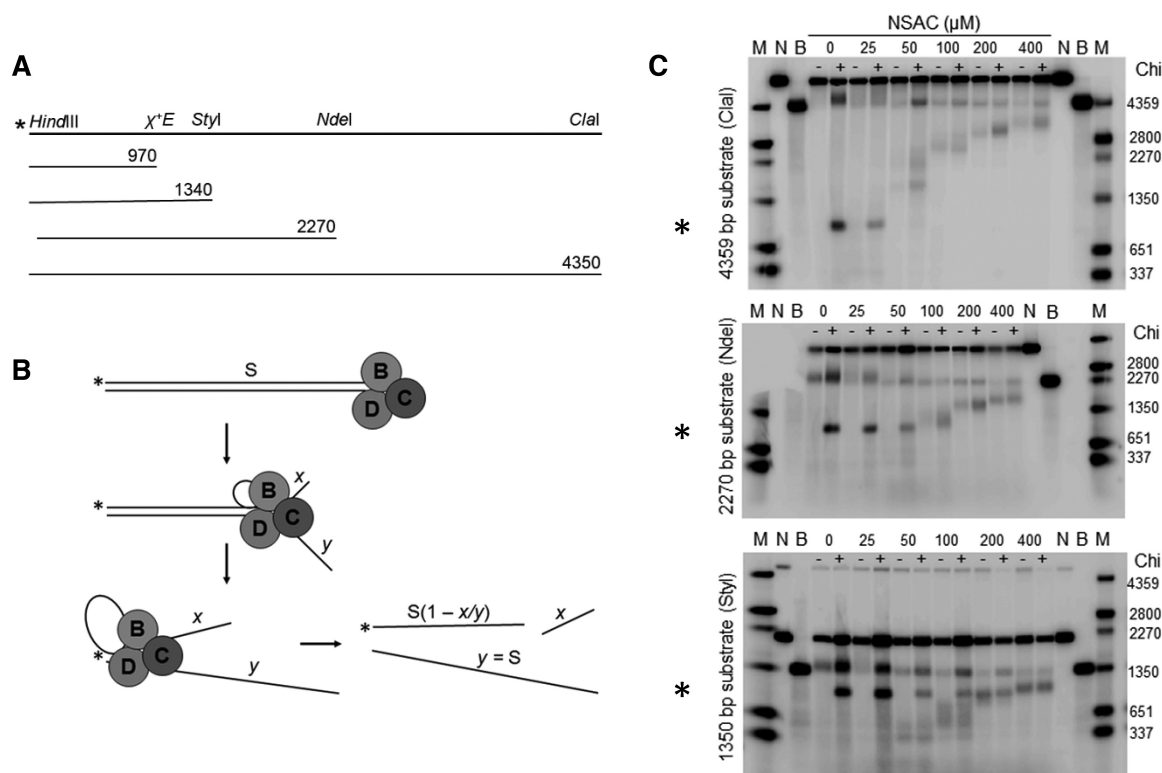 A
* HindIII χ⁺E StyI NdeI ClaI
970
1340
2270
4350
B
* S B D C
* B D C x y
* B D C x y
* S(1 – x/y) x
y = S
C
NSAC (µM)
M N B 0 25 50 100 200 400 N B M
- + - + - + - + - + - + Chi
4359 bp substrate (ClaI)
*
4359
2800
2270
1350
651
337
M N B 0 25 50 100 200 400 N B M
- + - + - + - + - + - + Chi
2270 bp substrate (NdeI)
*
2800
2270
1350
651
337
M N B 0 25 50 100 200 400 N B M
- + - + - + - + - + - + Chi
1350 bp substrate (StyI)
*
4359
2800
2270
1350
651
337